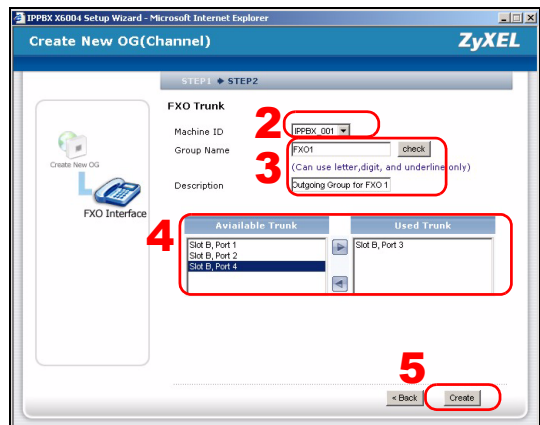 IPPBX X6004 Setup Wizard - Microsoft Internet Explorer
Create New OG(Channel)
ZyXEL
STEP1 STEP2
FXO Trunk
2
Machine ID
IPPBX_001
3
Group Name
FXO1
check
(Can use letter,digit, and underline only)
Description
Outgoing Group for FXO 1
Create New OG
FXO Interface
4
Aviailable Trunk
Used Trunk
Slot B, Port 1
Slot B, Port 2
Slot B, Port 4
Slot B, Port 3
5
< Back
Create